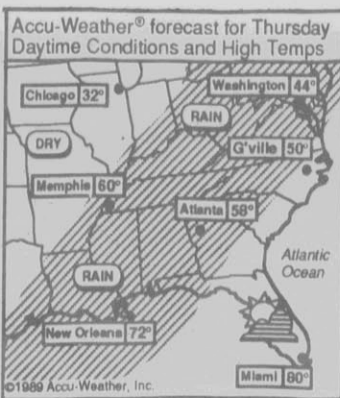 Accu-Weather® forecast for Thursday
Daytime Conditions and High Temps
Washington 44°
Chicago 32°
RAIN
DRY
G'ville 50°
Memphis 60°
Atlanta 58°
Atlantic
Ocean
RAIN
New Orleans 72°
Miami 80°
©1989 Accu-Weather, Inc.